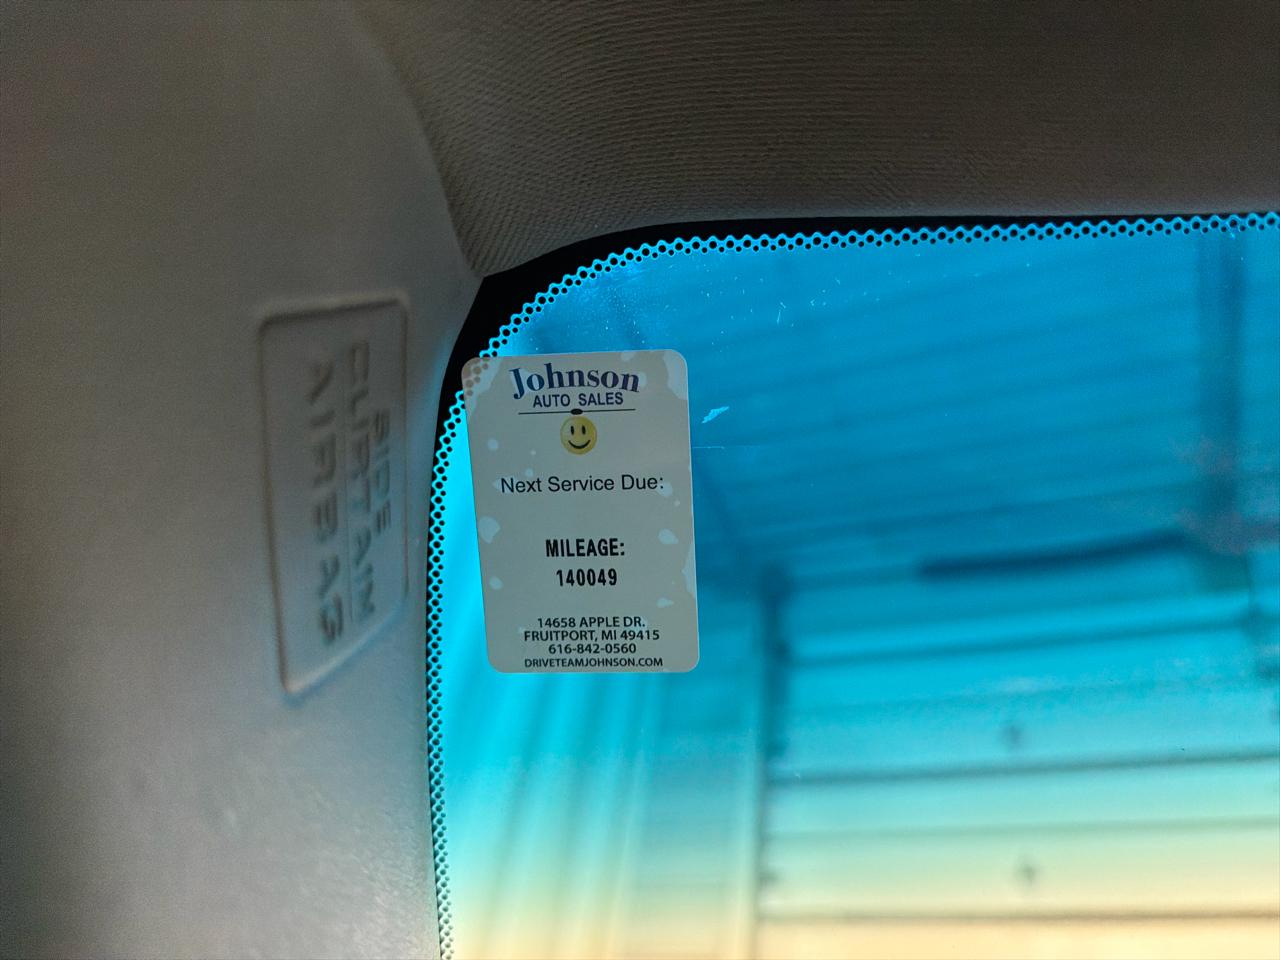 SIDE
CURTAIN
AIRBAG
Johnson
AUTO SALES
Next Service Due:
MILEAGE:
140049
14658 APPLE DR.
FRUITPORT, MI 49415
616-842-0560
DRIVETEAMJOHNSON.COM